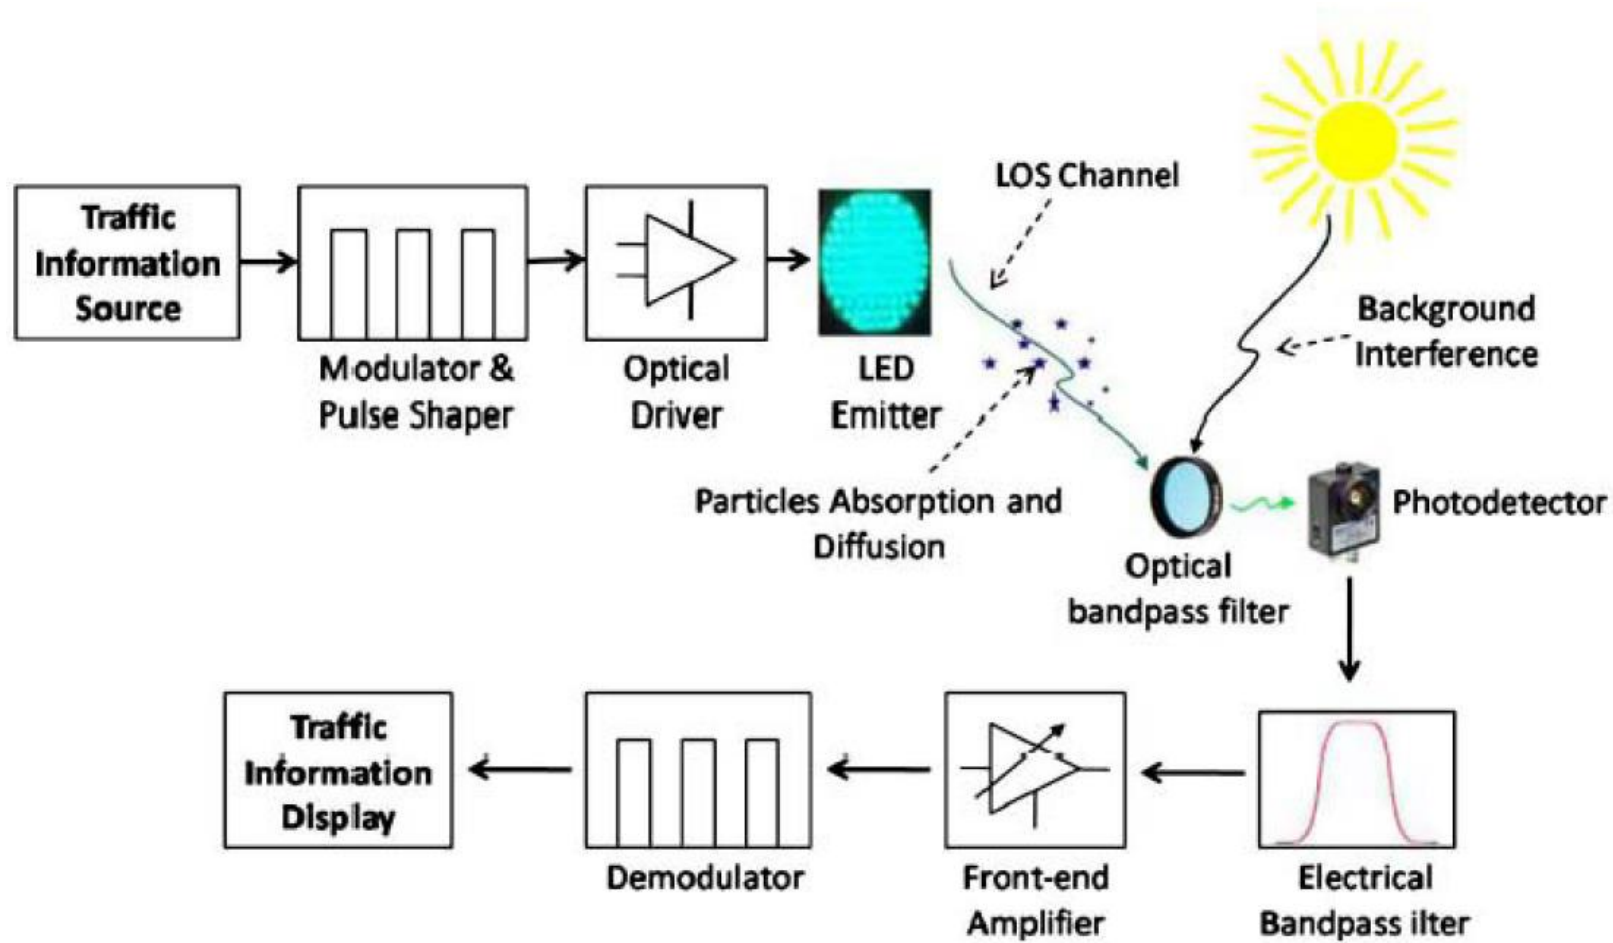 Traffic
Information
Source
Modulator &
Pulse Shaper
Optical
Driver
LED
Emitter
LOS Channel
Particles Absorption and
Diffusion
Background
Interference
Optical
bandpass filter
Photodetector
Electrical
Bandpass ilter
Front-end
Amplifier
Demodulator
Traffic
Information
Display